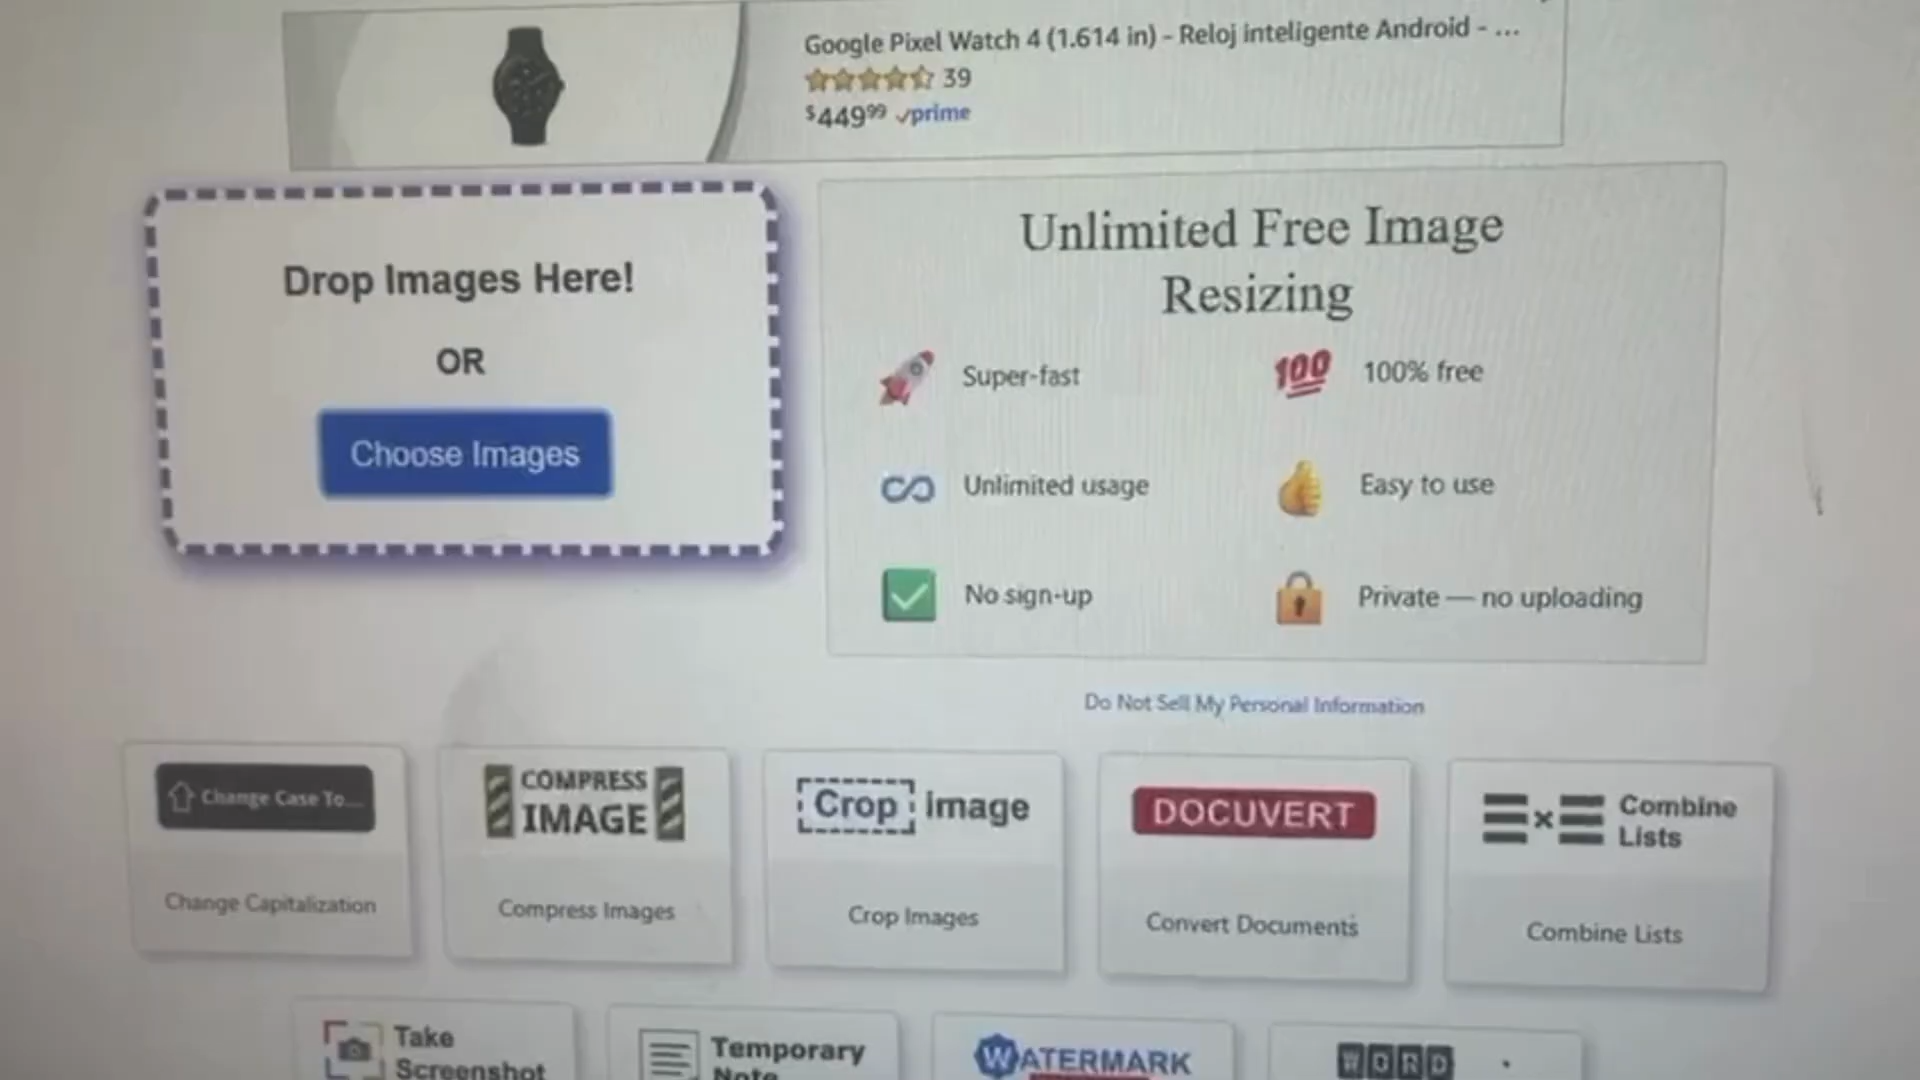 Google Pixel Watch 4 (1.614 in) - Reloj inteligente Android - ...
39
$449⁹⁹ prime
Drop Images Here!
OR
Choose Images
Unlimited Free Image
Resizing
Super-fast
100 100% free
Unlimited usage
Easy to use
No sign-up
Private — no uploading
Do Not Sell My Personal Information
Change Case To...
Change Capitalization
COMPRESS
IMAGE
Compress Images
Crop Image
Crop Images
DOCUVERT
Convert Documents
Combine
Lists
Combine Lists
Take
Screenshot
Temporary
Note
WATERMARK
WORD